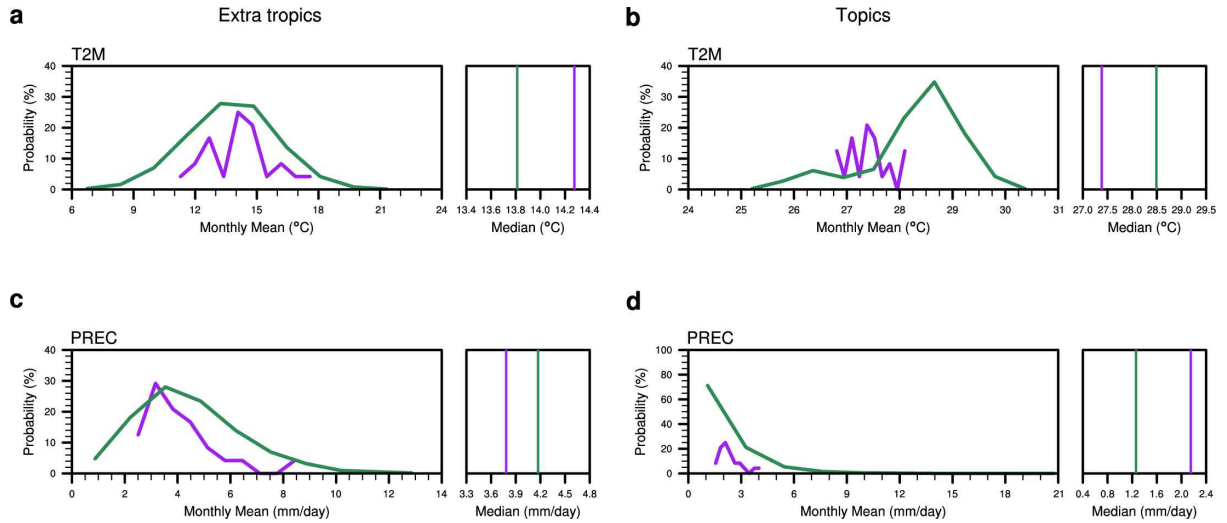 a Extra tropics b Topics
T2M T2M
40 40
30 30
20 20
10 10
0 0
Probability (%) Probability (%)
6 9 12 15 18 21 24 13.4 13.6 13.8 14.0 14.2 14.4 24 25 26 27 28 29 30 31 27.0 27.5 28.0 28.5 29.0 29.5
Monthly Mean (°C) Median (°C) Monthly Mean (°C) Median (°C)
c d
PREC PREC
40 100
30 80
20 60
10 40
0 20
0
Probability (%) Probability (%)
0 2 4 6 8 10 12 14 3.3 3.6 3.9 4.2 4.5 4.8 0 3 6 9 12 15 18 21 0.4 0.8 1.2 1.6 2.0 2.4
Monthly Mean (mm/day) Median (mm/day) Monthly Mean (mm/day) Median (mm/day)